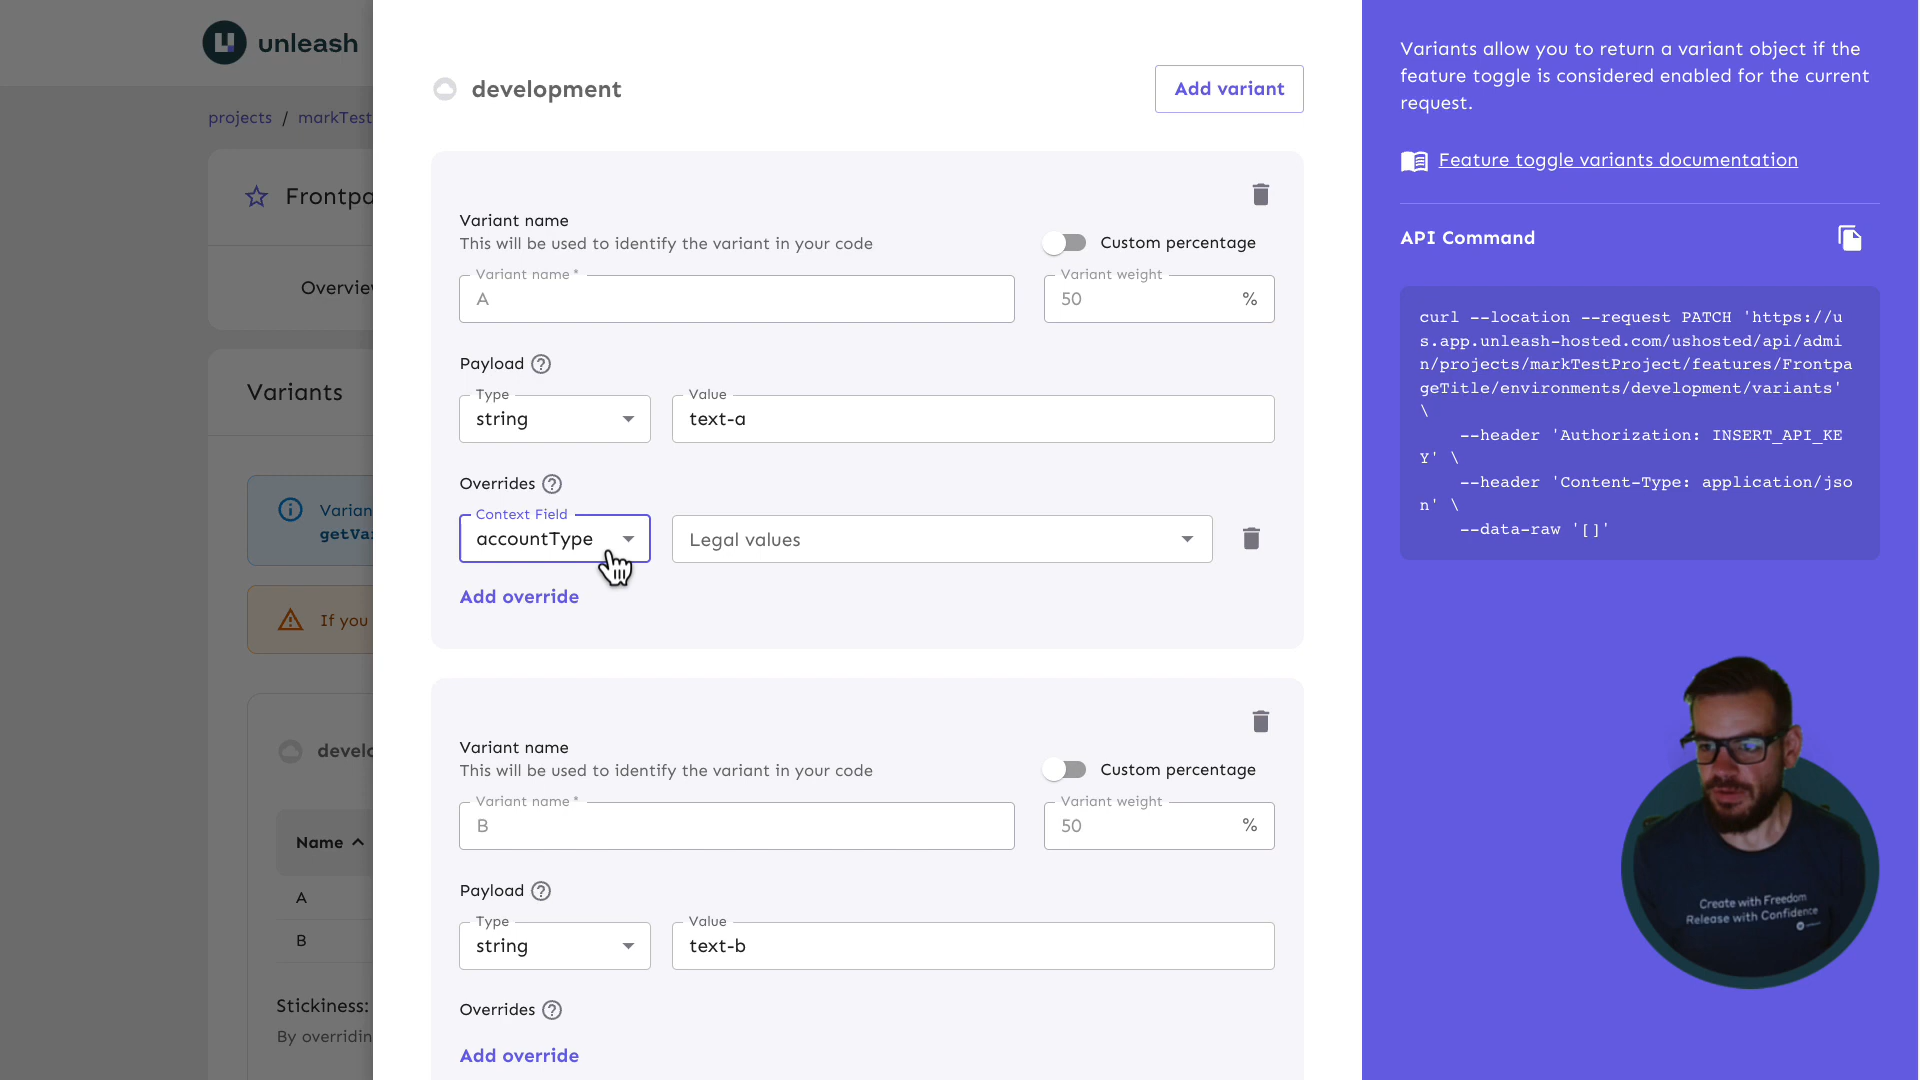 unleash
projects / markTest
Frontpa
Overvie
Variants
Varian
getVa
If you
develo
Name
A
B
Stickiness:
By overridin
development
Add variant
Variant name
This will be used to identify the variant in your code
Custom percentage
Variant name *
A
Variant weight
50 %
Payload
Type
string
Value
text-a
Overrides
Context Field
accountType
Legal values
Add override
Variant name
This will be used to identify the variant in your code
Custom percentage
Variant name *
B
Variant weight
50 %
Payload
Type
string
Value
text-b
Overrides
Add override
Variants allow you to return a variant object if the
feature toggle is considered enabled for the current
request.
Feature toggle variants documentation
API Command
curl --location --request PATCH 'https://u
s.app.unleash-hosted.com/ushosted/api/admi
n/projects/markTestProject/features/Frontpa
geTitle/environments/development/variants'
\
--header 'Authorization: INSERT_API_KE
Y' \
--header 'Content-Type: application/jso
n' \
--data-raw '[]'
Create with Freedom
Release with Confidence